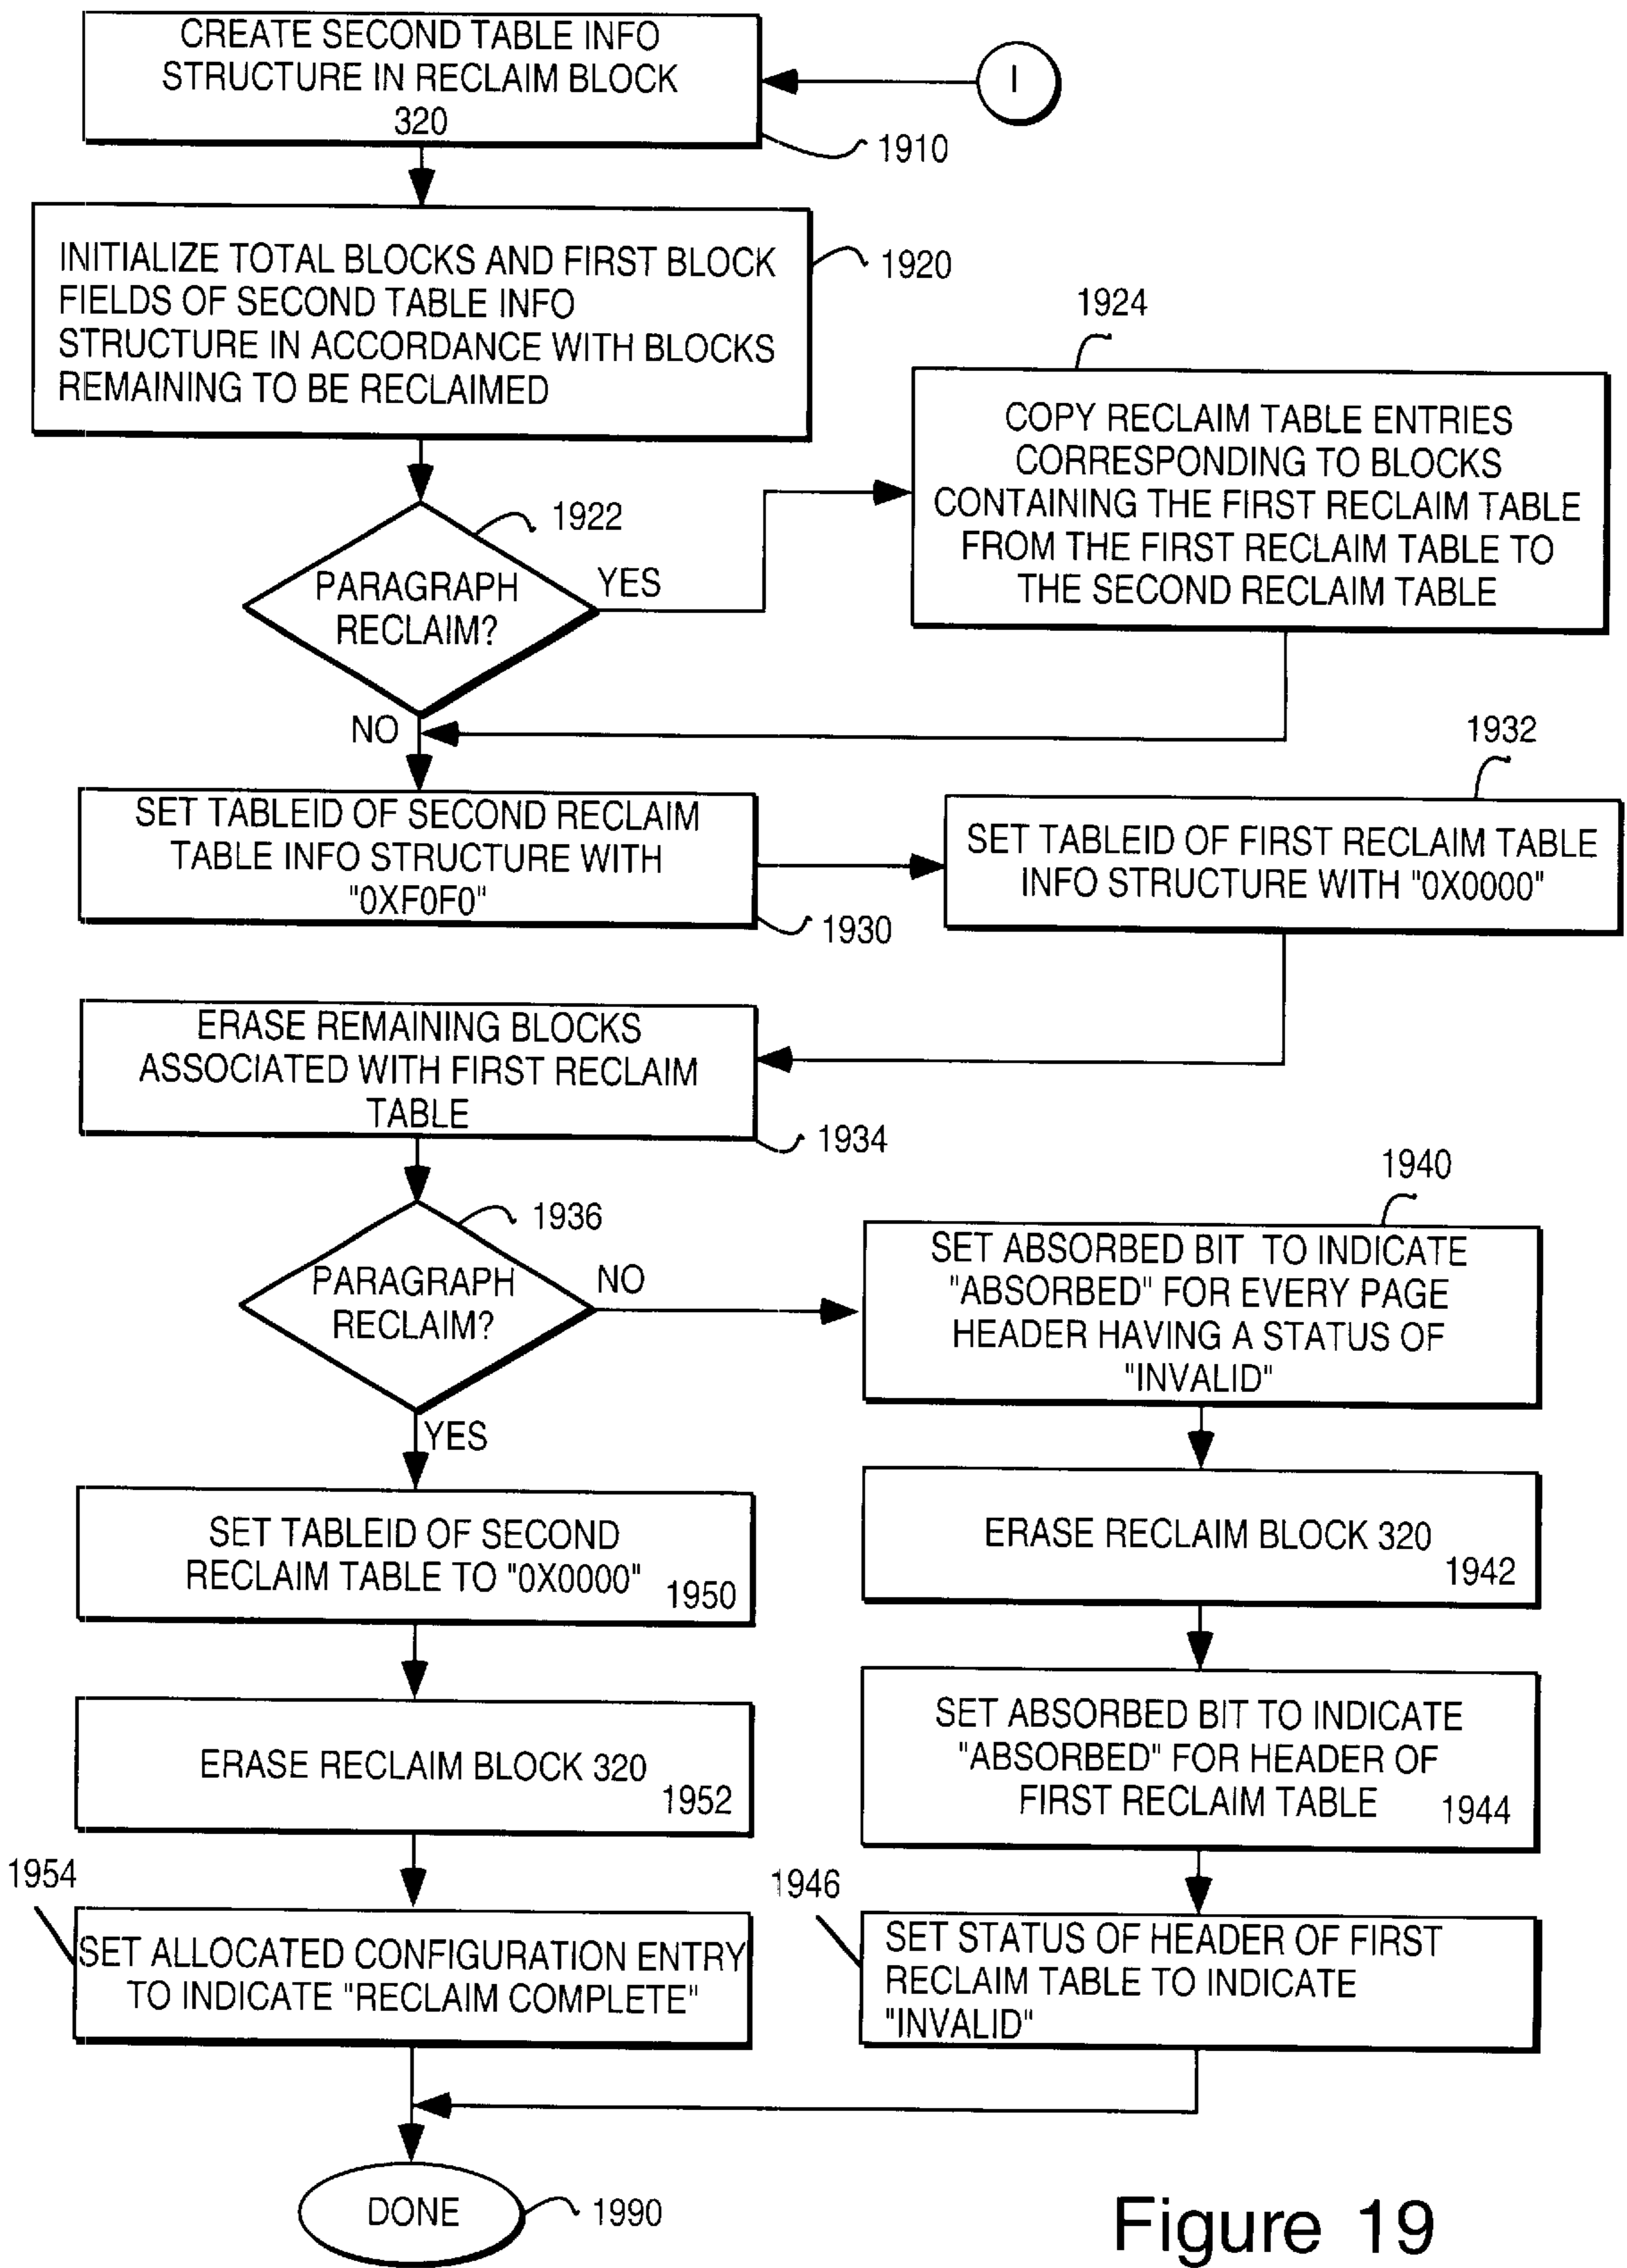 CREATE SECOND TABLE INFO
STRUCTURE IN RECLAIM BLOCK
320
I
1910
INITIALIZE TOTAL BLOCKS AND FIRST BLOCK
FIELDS OF SECOND TABLE INFO
STRUCTURE IN ACCORDANCE WITH BLOCKS
REMAINING TO BE RECLAIMED
1920
1924
COPY RECLAIM TABLE ENTRIES
CORRESPONDING TO BLOCKS
CONTAINING THE FIRST RECLAIM TABLE
FROM THE FIRST RECLAIM TABLE TO
THE SECOND RECLAIM TABLE
1922
PARAGRAPH
RECLAIM?
YES
NO
SET TABLEID OF SECOND RECLAIM
TABLE INFO STRUCTURE WITH
"0XF0F0"
1930
1932
SET TABLEID OF FIRST RECLAIM TABLE
INFO STRUCTURE WITH "0X0000"
ERASE REMAINING BLOCKS
ASSOCIATED WITH FIRST RECLAIM
TABLE
1934
1936
PARAGRAPH
RECLAIM?
NO
YES
1940
SET ABSORBED BIT TO INDICATE
"ABSORBED" FOR EVERY PAGE
HEADER HAVING A STATUS OF
"INVALID"
SET TABLEID OF SECOND
RECLAIM TABLE TO "0X0000"
1950
ERASE RECLAIM BLOCK 320
1942
ERASE RECLAIM BLOCK 320
1952
SET ABSORBED BIT TO INDICATE
"ABSORBED" FOR HEADER OF
FIRST RECLAIM TABLE
1944
1954
SET ALLOCATED CONFIGURATION ENTRY
TO INDICATE "RECLAIM COMPLETE"
1946
SET STATUS OF HEADER OF FIRST
RECLAIM TABLE TO INDICATE
"INVALID"
DONE
1990
Figure 19